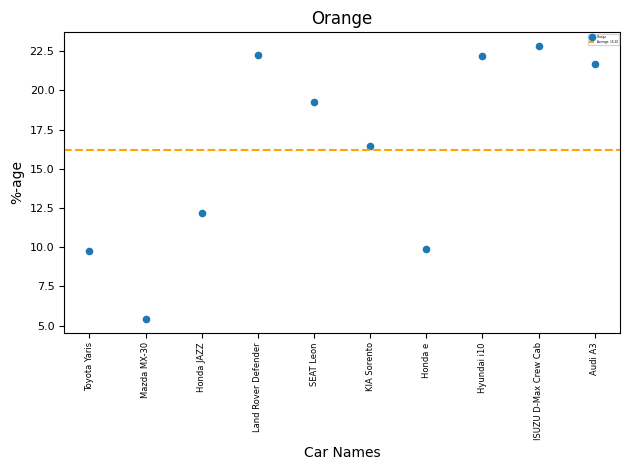 Orange
22.5
20.0
17.5
15.0
12.5
10.0
7.5
5.0
%-age
Toyota Yaris
Mazda MX-30
Honda JAZZ
Land Rover Defender
SEAT Leon
KIA Sorento
Honda e
Hyundai i10
ISUZU D-Max Crew Cab
Audi A3
Car Names